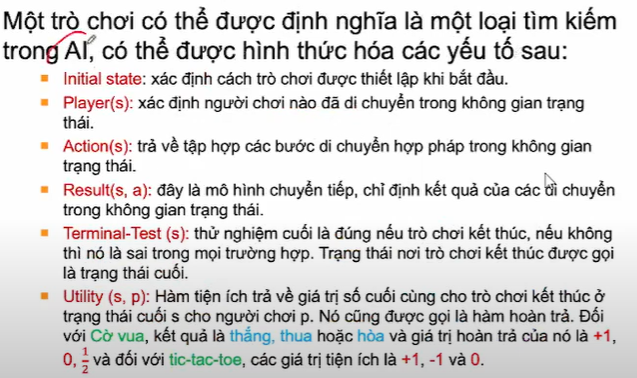 Một trò chơi có thể được định nghĩa là một loại tìm kiếm
trong AI, có thể được hình thức hóa các yếu tố sau:
Initial state: xác định cách trò chơi được thiết lập khi bắt đầu.
Player(s): xác định người chơi nào đã di chuyển trong không gian trạng
thái.
Action(s): trả về tập hợp các bước di chuyển hợp pháp trong không gian
trạng thái.
Result(s, a): đây là mô hình chuyển tiếp, chỉ định kết quả của các di chuyển
trong không gian trạng thái.
Terminal-Test (s): thử nghiệm cuối là đúng nếu trò chơi kết thúc, nếu không
thì nó là sai trong mọi trường hợp. Trạng thái nơi trò chơi kết thúc được gọi
là trạng thái cuối.
Utility (s, p): Hàm tiện ích trả về giá trị số cuối cùng cho trò chơi kết thúc ở
trạng thái cuối s cho người chơi p. Nó cũng được gọi là hàm hoàn trả. Đối
với Cờ vua, kết quả là thắng, thua hoặc hòa và giá trị hoàn trả của nó là +1,
0, 1/2 và đối với tic-tac-toe, các giá trị tiện ích là +1, -1 và 0.